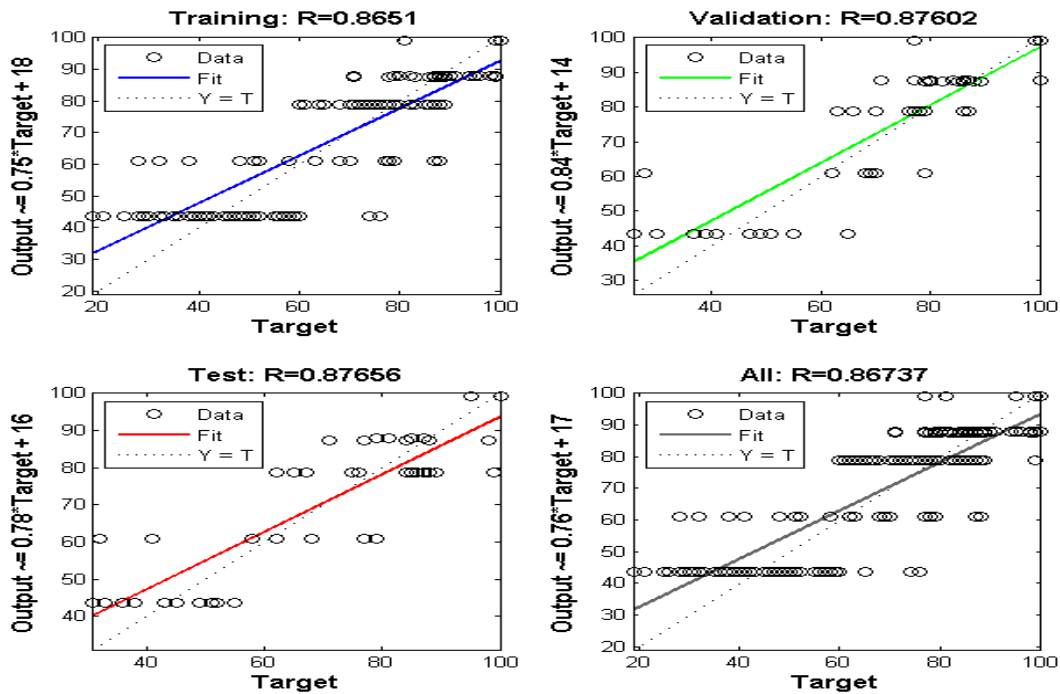 Training: R=0.8651
Output ~= 0.75*Target + 18
100
90
80
70
60
50
40
30
20
Data
Fit
Y = T
20 40 60 80 100
Target
Validation: R=0.87602
Output ~= 0.84*Target + 14
100
90
80
70
60
50
40
30
Data
Fit
Y = T
40 60 80 100
Target
Test: R=0.87656
Output ~= 0.78*Target + 16
100
90
80
70
60
50
40
Data
Fit
Y = T
40 60 80 100
Target
All: R=0.86737
Output ~= 0.76*Target + 17
100
90
80
70
60
50
40
30
20
Data
Fit
Y = T
20 40 60 80 100
Target